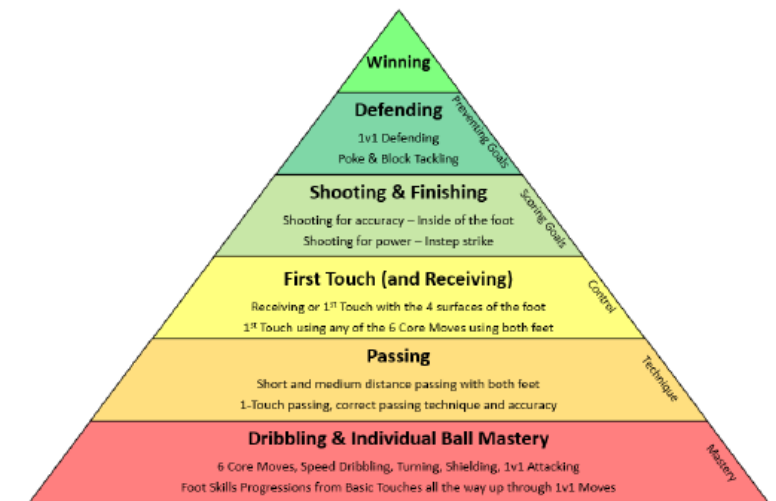 Winning
Defending
Preventing Goals
1v1 Defending
Poke & Block Tackling
Shooting & Finishing
Scoring Goals
Shooting for accuracy – Inside of the foot
Shooting for power – Instep strike
First Touch (and Receiving)
Control
Receiving or 1st Touch with the 4 surfaces of the foot
1st Touch using any of the 6 Core Moves using both feet
Passing
Technique
Short and medium distance passing with both feet
1-Touch passing, correct passing technique and accuracy
Dribbling & Individual Ball Mastery
Mastery
6 Core Moves, Speed Dribbling, Turning, Shielding, 1v1 Attacking
Foot Skills Progressions from Basic Touches all the way up through 1v1 Moves